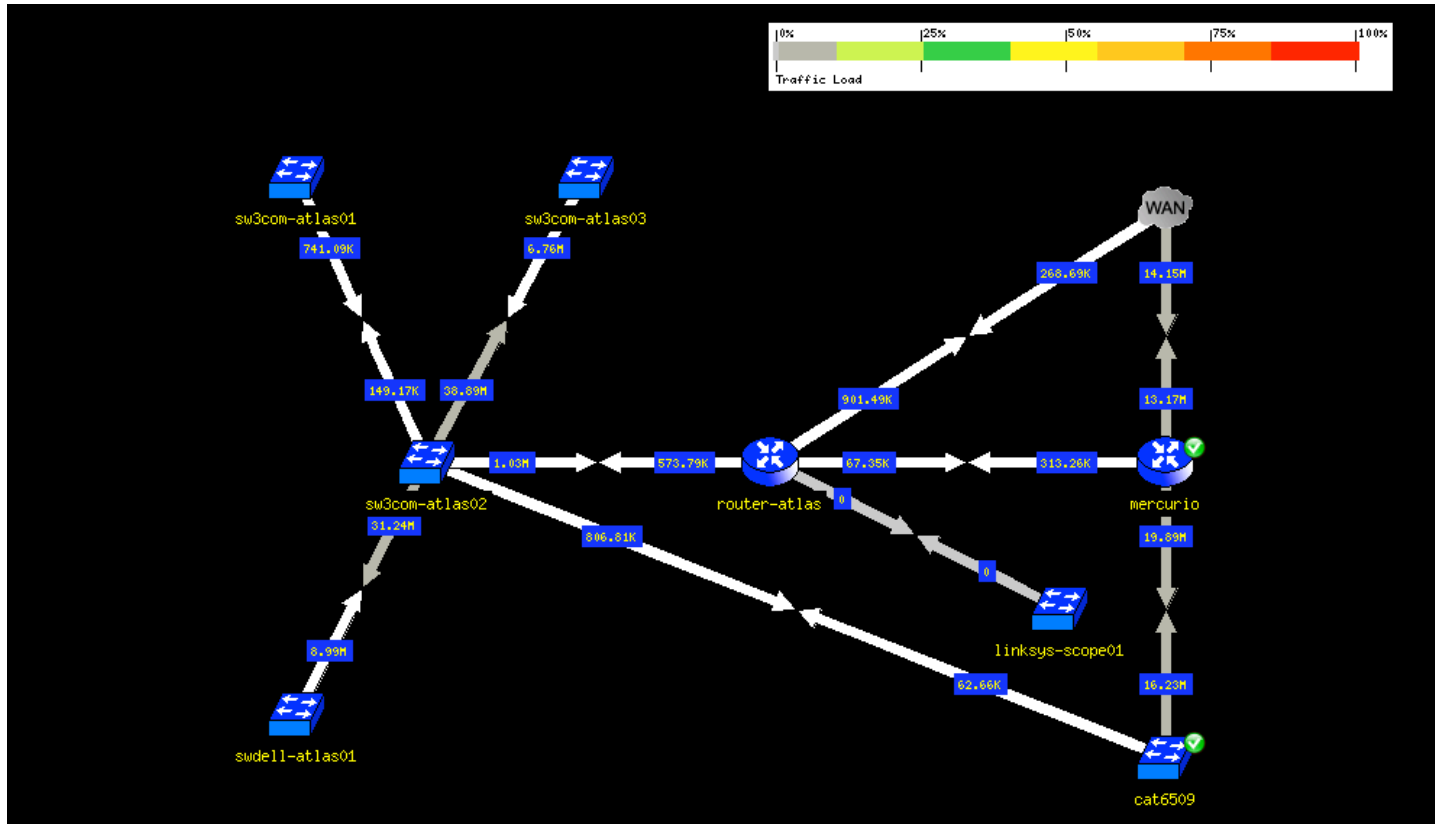 0% 25% 50% 75% 100%
Traffic Load
sw3com-atlas01
sw3com-atlas03
WAN
741.09K
6.76M
268.69K
14.15M
149.17K
38.89M
901.49K
13.17M
1.03M
573.79K
67.35K
313.26K
sw3com-atlas02
router-atlas
mercurio
0
31.24M
806.81K
19.89M
0
8.99M
linksys-scope01
62.66K
16.23M
swdell-atlas01
cat6509